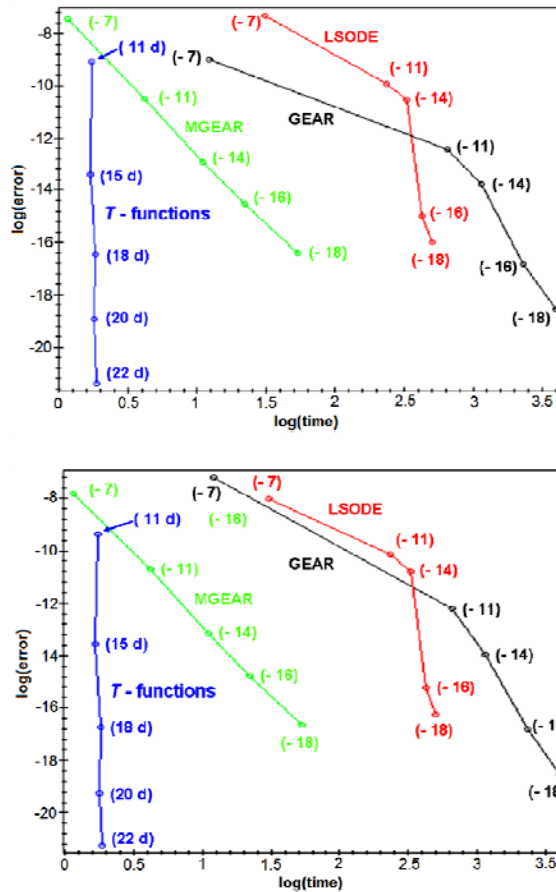 -8
-10
-12
-14
-16
-18
-20
log(error)
(- 7)
( 11 d)
(- 7)
(- 7)
LSODE
(- 11)
(- 11)
(- 14)
MGEAR
GEAR
(- 11)
(- 14)
(15 d)
(- 14)
T - functions
(- 16)
(- 16)
(18 d)
(- 18)
(- 18)
(- 16)
(20 d)
(- 18)
(22 d)
0 0.5 1 1.5 2 2.5 3 3.5
log(time)
-8
-10
-12
-14
-16
-18
-20
log(error)
(- 7)
(- 7)
(- 7)
LSODE
( 11 d)
(- 16)
(- 11)
GEAR
(- 14)
(- 11)
MGEAR
(- 11)
(- 14)
(- 14)
(15 d)
(- 16)
(- 16)
T - functions
(18 d)
(- 18)
(- 18)
(- 1
(20 d)
(- 18
(22 d)
0 0.5 1 1.5 2 2.5 3 3.5
log(time)